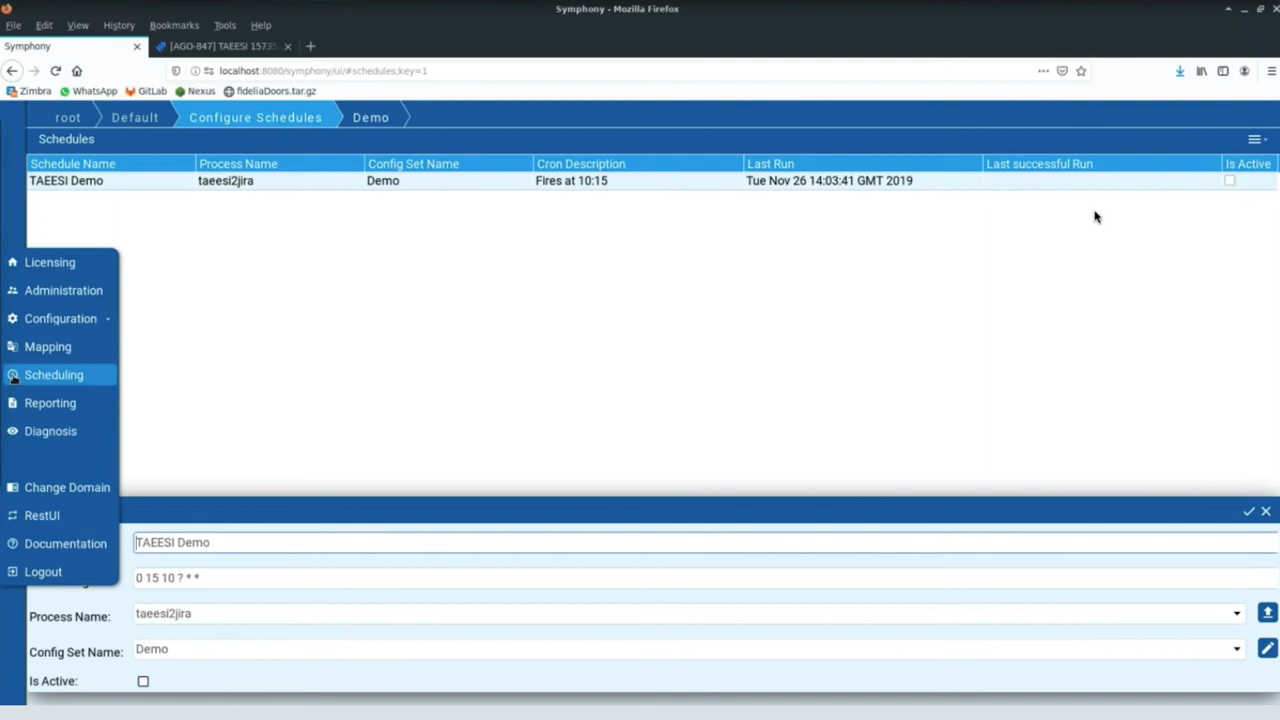 Symphony - Mozilla Firefox
File Edit View History Bookmarks Tools Help
Symphony
[AGO-847] TAEESI 1573
localhost:8080/symphony/ui/#schedules;key=1
Zimbra WhatsApp GitLab Nexus fideliaDoors.tar.gz
root Default Configure Schedules Demo
Schedules
Schedule Name Process Name Config Set Name Cron Description Last Run Last successful Run Is Active
TAEESI Demo taeesi2jira Demo Fires at 10:15 Tue Nov 26 14:03:41 GMT 2019
Licensing
Administration
Configuration
Mapping
Scheduling
Reporting
Diagnosis
Change Domain
RestUI
Documentation
Logout
TAEESI Demo
0 15 10 ? * *
Process Name: taeesi2jira
Config Set Name: Demo
Is Active: